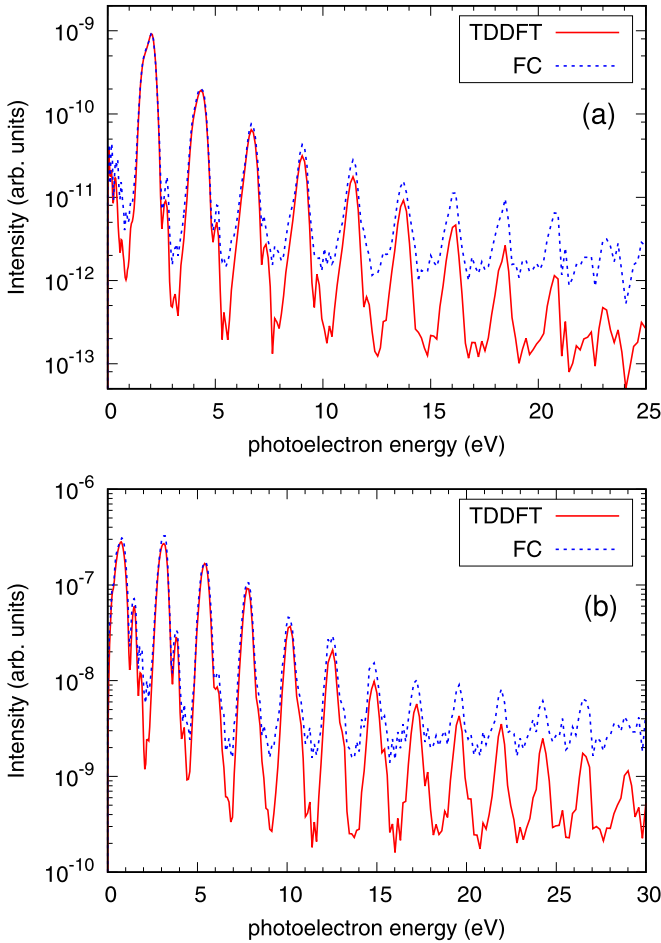 10^-9
10^-10
10^-11
10^-12
10^-13
Intensity (arb. units)
TDDFT
FC
(a)
0 5 10 15 20 25
photoelectron energy (eV)
10^-6
10^-7
10^-8
10^-9
10^-10
Intensity (arb. units)
TDDFT
FC
(b)
0 5 10 15 20 25 30
photoelectron energy (eV)